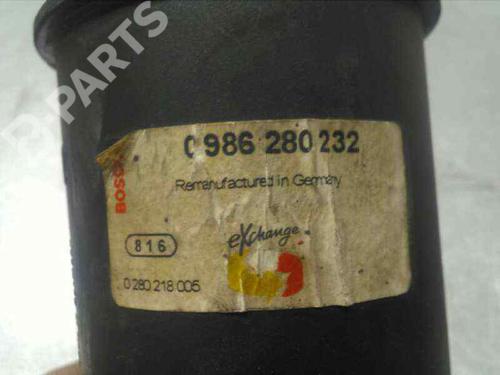 B-PARTS
BOSCH
0 986 280 232
Remanufactured in Germany
eXchange
816
0 280 218 005